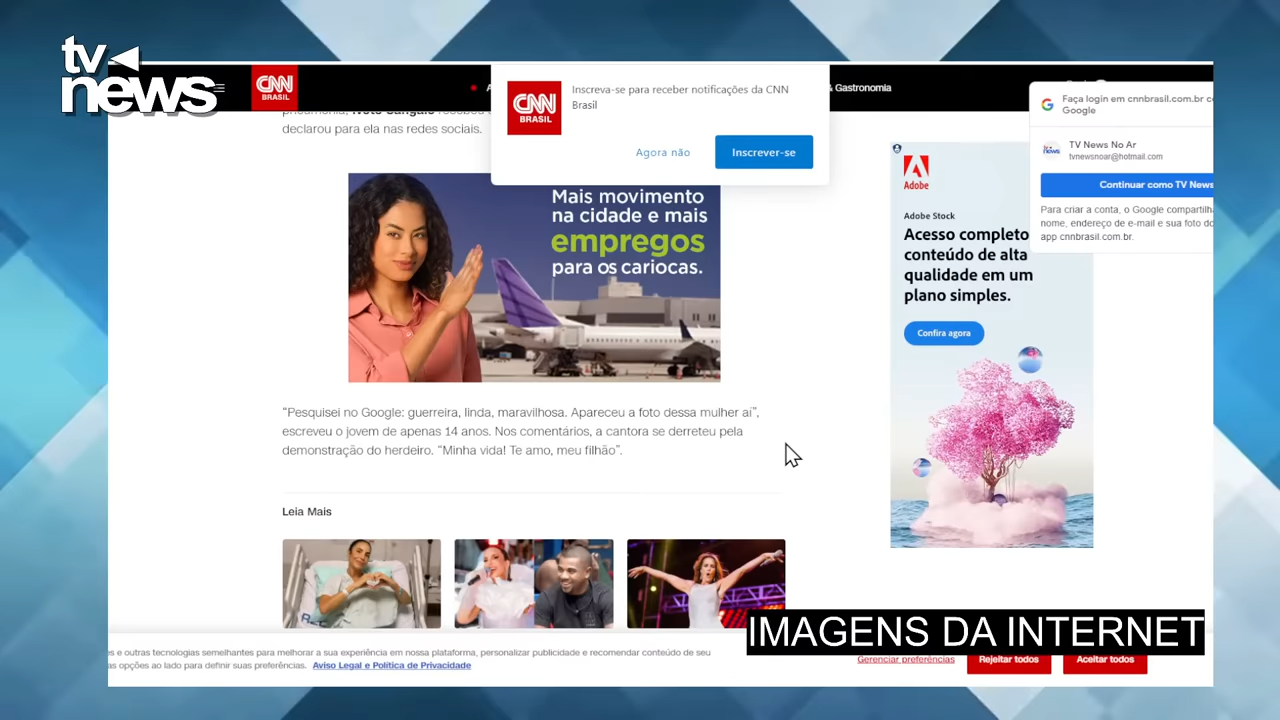 tv
news
CNN
BRASIL
& Gastronomia
CNN
BRASIL
Inscreva-se para receber notificações da CNN
Brasil
Agora não
Inscrever-se
Faça login em cnnbrasil.com.br
Google
TV News No Ar
tvnewsnoar@hotmail.com
Continuar como TV News
Para criar a conta, o Google
nome, endereço de e-mail e sua foto
app cnnbrasil.com.br.
declarou para ela nas redes sociais.
Mais movimento
na cidade e mais
empregos
para os cariocas.
Adobe
Adobe Stock
Acesso completo
conteúdo de alta
qualidade em um
plano simples.
Confira agora
“Pesquisei no Google: guerreira, linda, maravilhosa. Apareceu a foto dessa mulher aí”,
escreveu o jovem de apenas 14 anos. Nos comentários, a cantora se derreteu pela
demonstração do herdeiro. “Minha vida! Te amo, meu filhão”.
Leia Mais
IMAGENS DA INTERNET
e outras tecnologias semelhantes para melhorar a sua experiência em nossa plataforma, personalizar publicidade e recomendar conteúdo de seu
opções ao lado para definir suas preferências. Aviso Legal e Política de Privacidade
Gerenciar preferências
Rejeitar todos
Aceitar todos